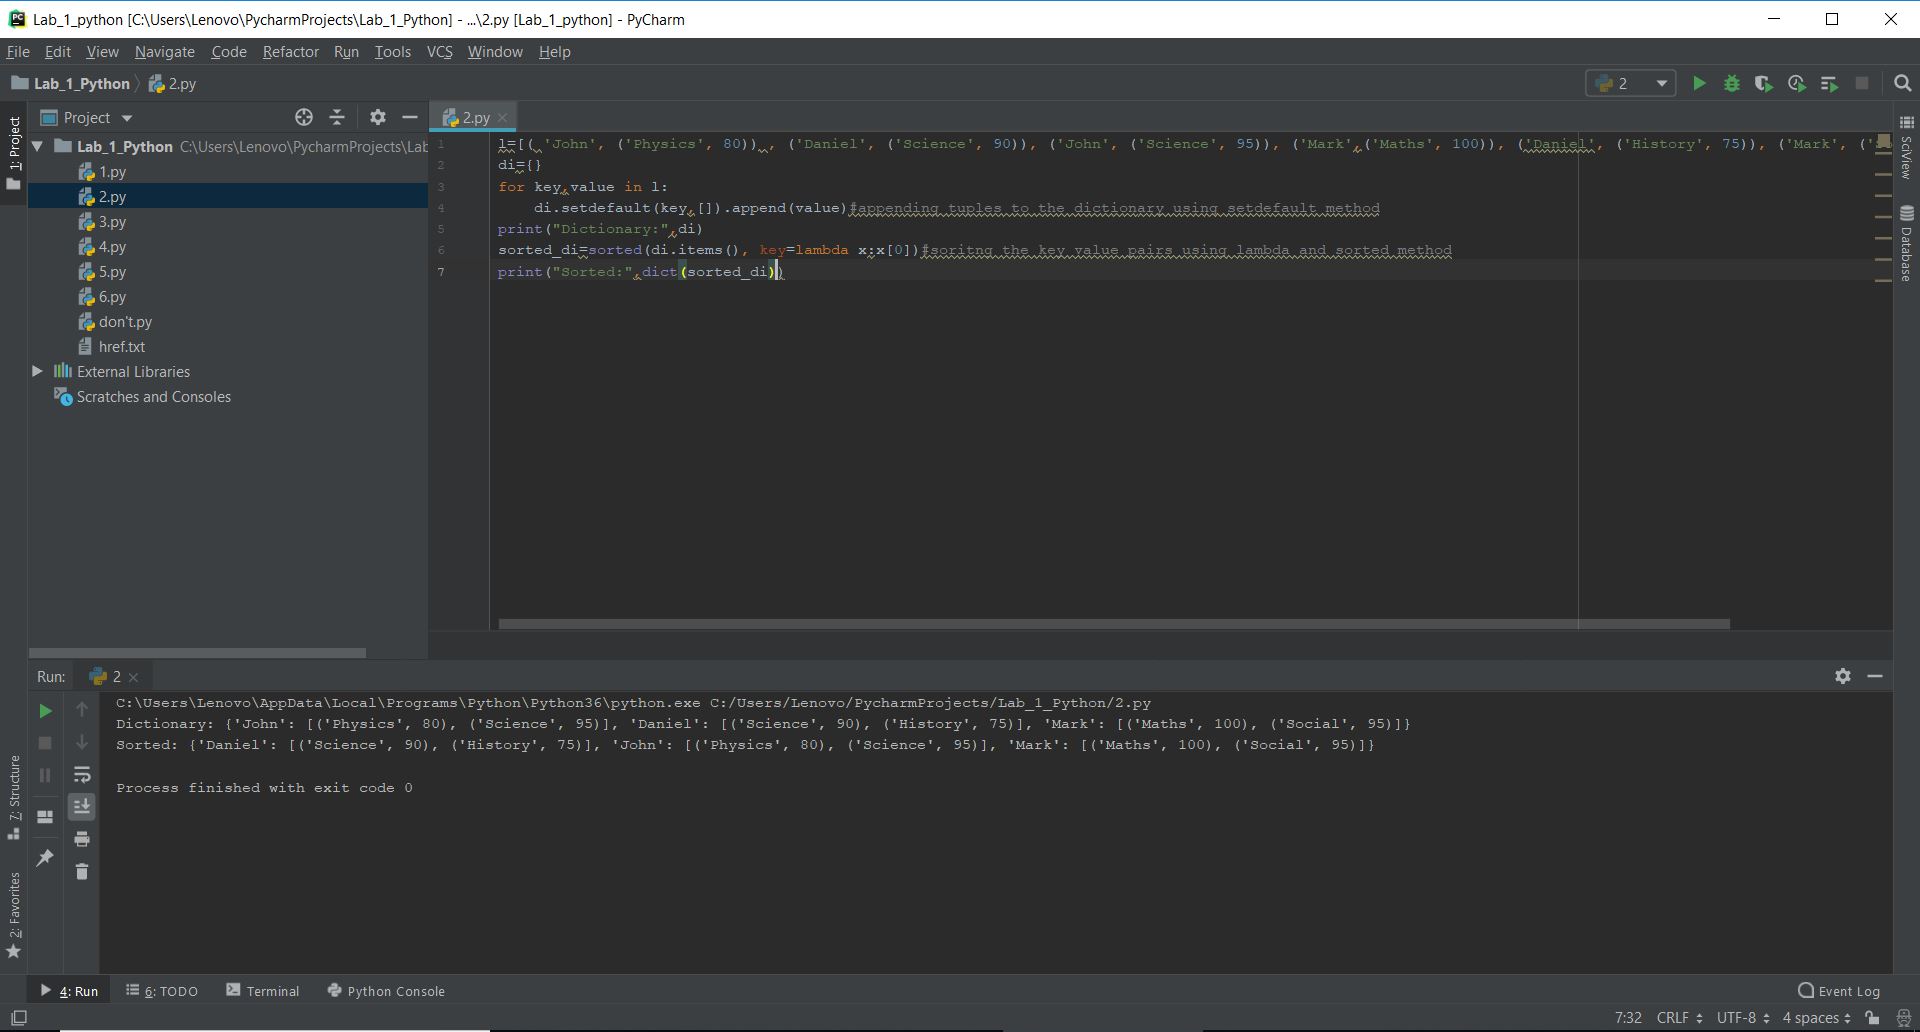 Lab_1_python [C:\Users\Lenovo\PycharmProjects\Lab_1_Python] - ...\2.py [Lab_1_python] - PyCharm
File Edit View Navigate Code Refactor Run Tools VCS Window Help
Lab_1_Python 2.py
2
1: Project
Project
Lab_1_Python C:\Users\Lenovo\PycharmProjects\Lab
1.py
2.py
3.py
4.py
5.py
6.py
don't.py
href.txt
External Libraries
Scratches and Consoles
2.py
1 l=[( 'John', ('Physics', 80)) , ('Daniel', ('Science', 90)), ('John', ('Science', 95)), ('Mark',('Maths', 100)), ('Daniel', ('History', 75)), ('Mark', (
2 di={}
3 for key,value in l:
4 di.setdefault(key,[]).append(value)#appending tuples to the dictionary using setdefault method
5 print("Dictionary:",di)
6 sorted_di=sorted(di.items(), key=lambda x:x[0])#soritng the key value pairs using lambda and sorted method
7 print("Sorted:",dict(sorted_di))
SciView
Database
Run: 2
C:\Users\Lenovo\AppData\Local\Programs\Python\Python36\python.exe C:/Users/Lenovo/PycharmProjects/Lab_1_Python/2.py
Dictionary: {'John': [('Physics', 80), ('Science', 95)], 'Daniel': [('Science', 90), ('History', 75)], 'Mark': [('Maths', 100), ('Social', 95)]}
Sorted: {'Daniel': [('Science', 90), ('History', 75)], 'John': [('Physics', 80), ('Science', 95)], 'Mark': [('Maths', 100), ('Social', 95)]}
Process finished with exit code 0
7: Structure
2: Favorites
4: Run 6: TODO Terminal Python Console Event Log
7:32 CRLF UTF-8 4 spaces